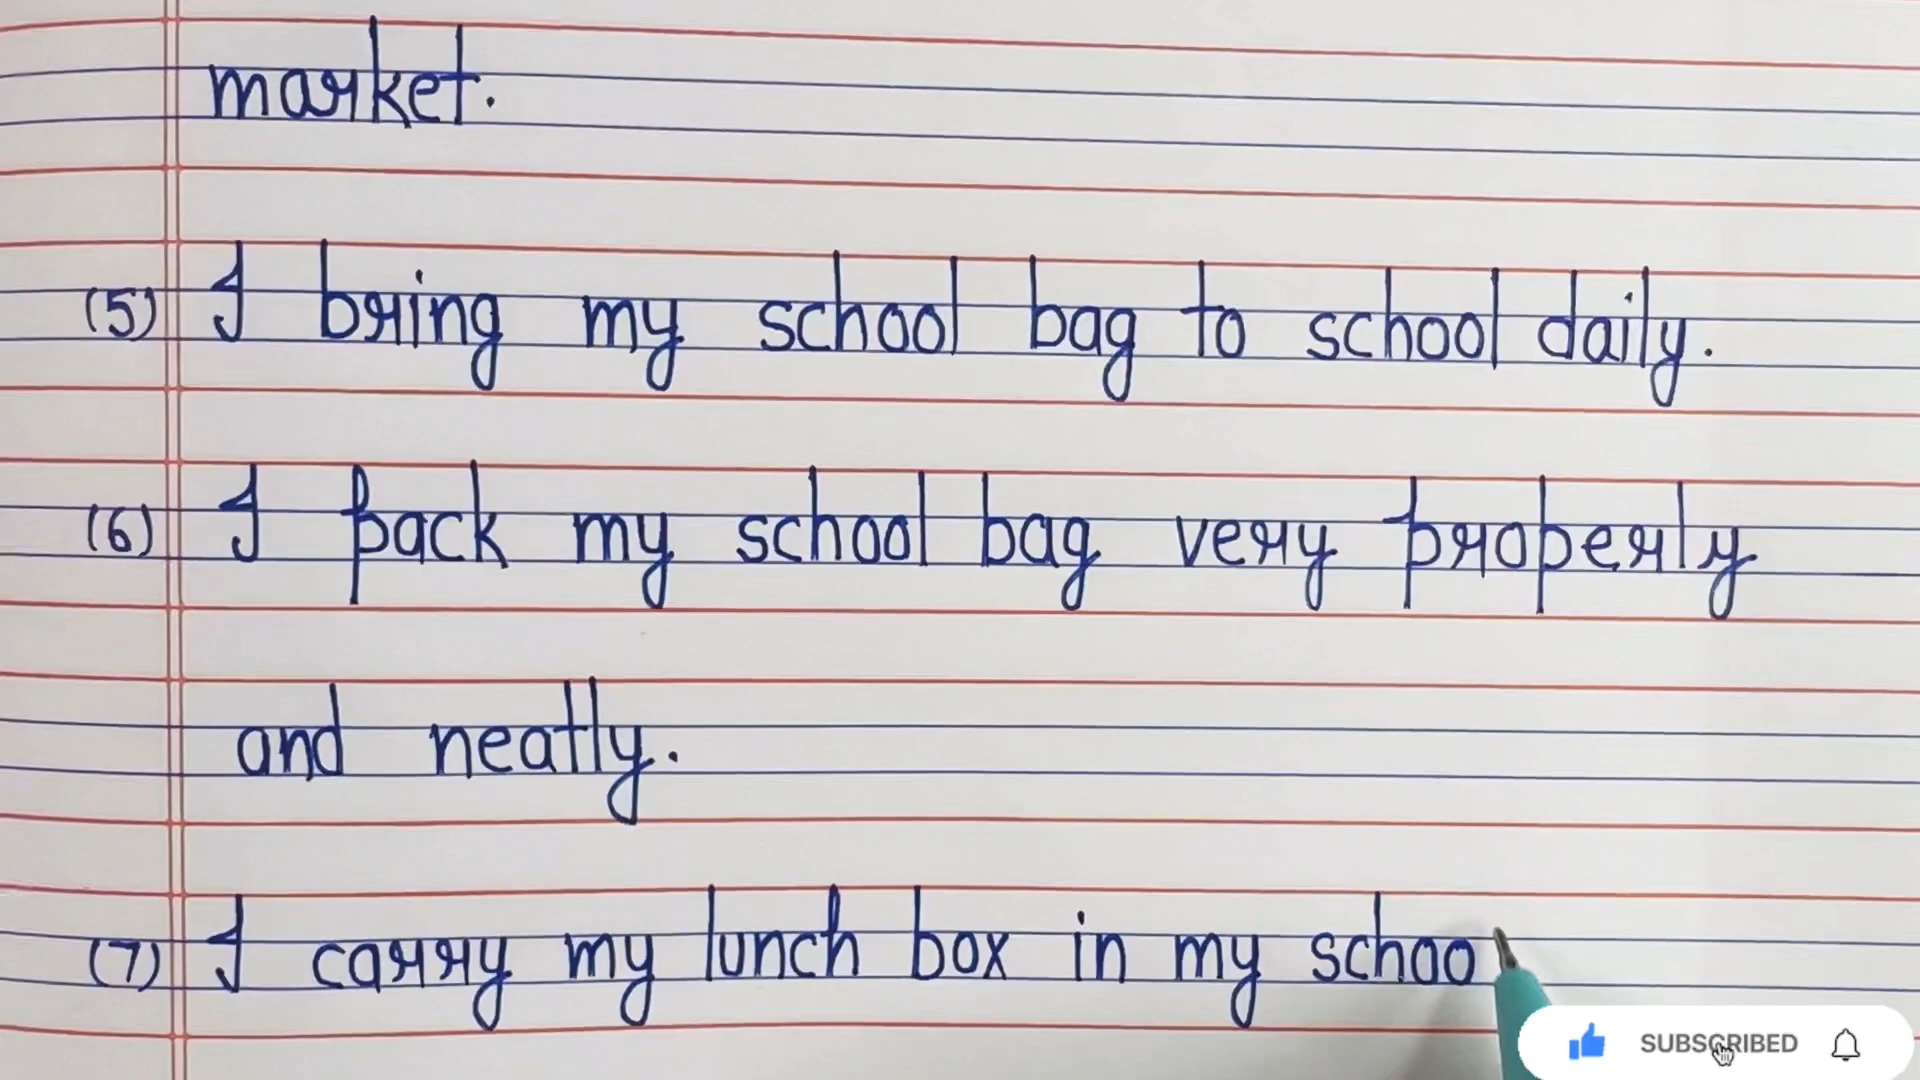 market.
(5) I bring my school bag to school daily.
(6) I pack my school bag very properly
and neatly.
(7) I carry my lunch box in my schoo
SUBSCRIBED